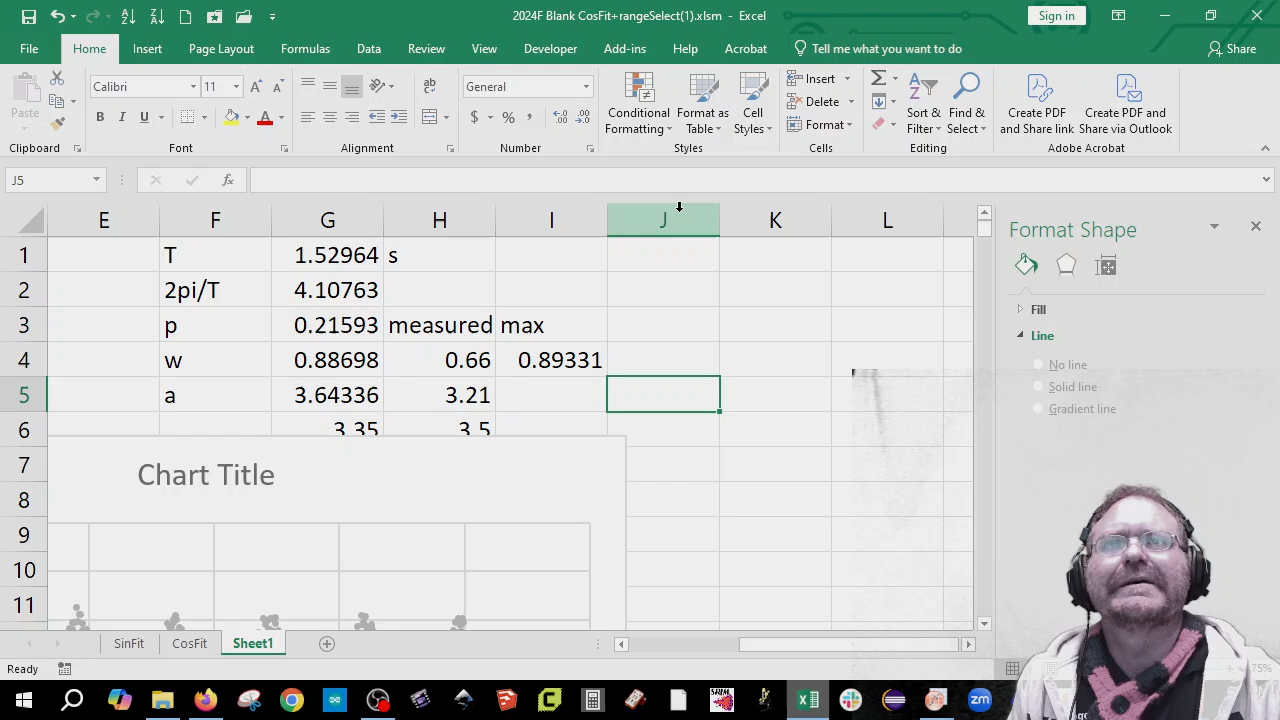 2024F Blank CosFit+rangeSelect(1).xlsm - Excel
Sign in
File Home Insert Page Layout Formulas Data Review View Developer Add-ins Help Acrobat Tell me what you want to do Share
Paste
Clipboard
Calibri 11
B I U
Font
Alignment
General
$ % ,
Number
Conditional Formatting
Format as Table
Cell Styles
Styles
Insert
Delete
Format
Cells
Sort & Filter
Find & Select
Editing
Create PDF and Share link
Create PDF and Share via Outlook
Adobe Acrobat
J5
fx
E F G H I J K L
1 T 1.52964 s
2 2pi/T 4.10763
3 p 0.21593 measured max
4 w 0.88698 0.66 0.89331
5 a 3.64336 3.21
6 3.35 3.5
7
8
9
10
11
Chart Title
Format Shape
Fill
Line
No line
Solid line
Gradient line
SinFit CosFit Sheet1
Ready
75%